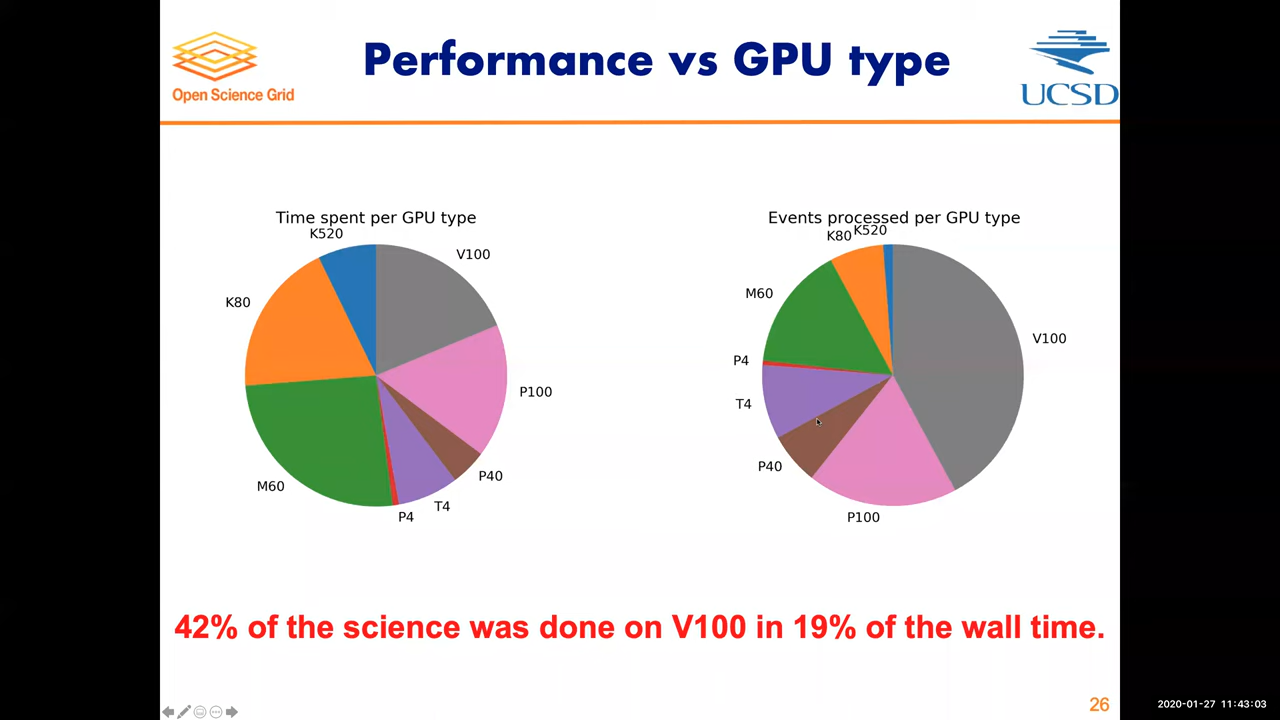 Performance vs GPU type
Open Science Grid
UCSD
Time spent per GPU type
K520
V100
K80
P100
M60
P40
T4
P4
Events processed per GPU type
K520
K80
M60
V100
P4
T4
P40
P100
42% of the science was done on V100 in 19% of the wall time.
26
2020-01-27 11:43:03